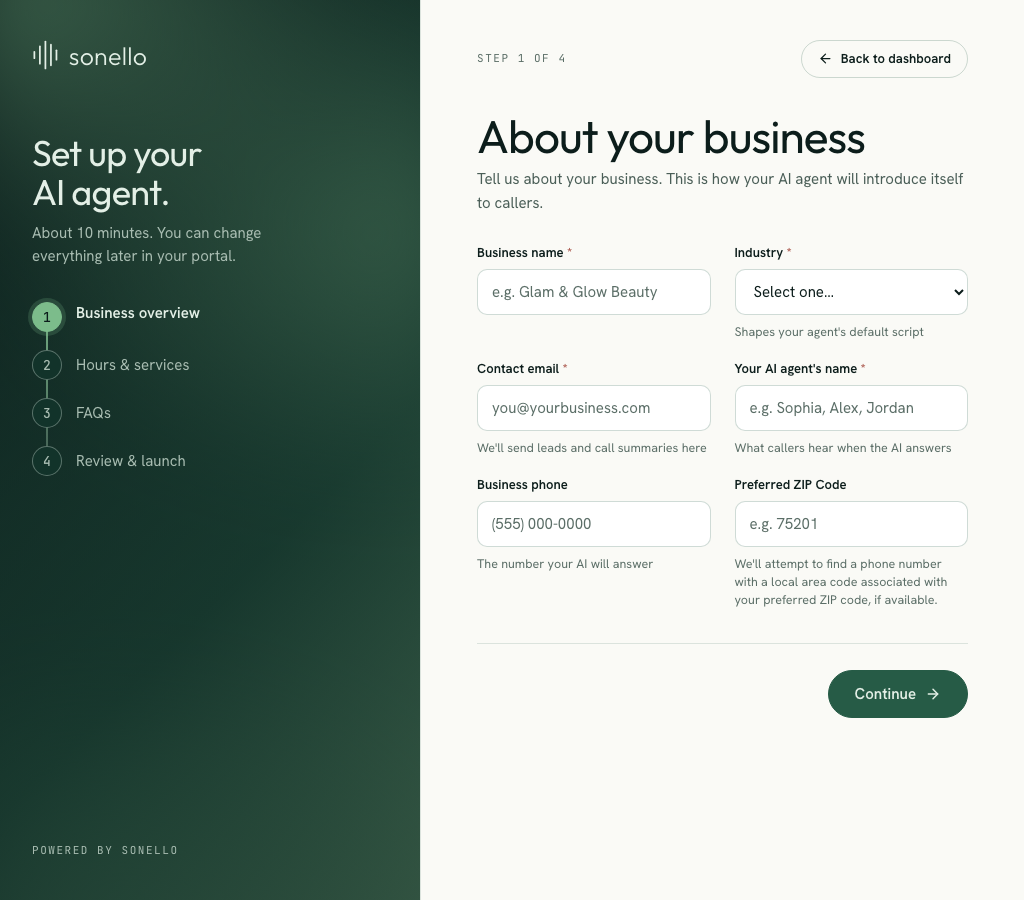 sonello
Set up your
AI agent.
About 10 minutes. You can change
everything later in your portal.
1 Business overview
2 Hours & services
3 FAQs
4 Review & launch
POWERED BY SONELLO
STEP 1 OF 4
Back to dashboard
About your business
Tell us about your business. This is how your AI agent will introduce itself
to callers.
Business name *
e.g. Glam & Glow Beauty
Industry *
Select one...
Shapes your agent's default script
Contact email *
you@yourbusiness.com
We'll send leads and call summaries here
Your AI agent's name *
e.g. Sophia, Alex, Jordan
What callers hear when the AI answers
Business phone
(555) 000-0000
The number your AI will answer
Preferred ZIP Code
e.g. 75201
We'll attempt to find a phone number
with a local area code associated with
your preferred ZIP code, if available.
Continue